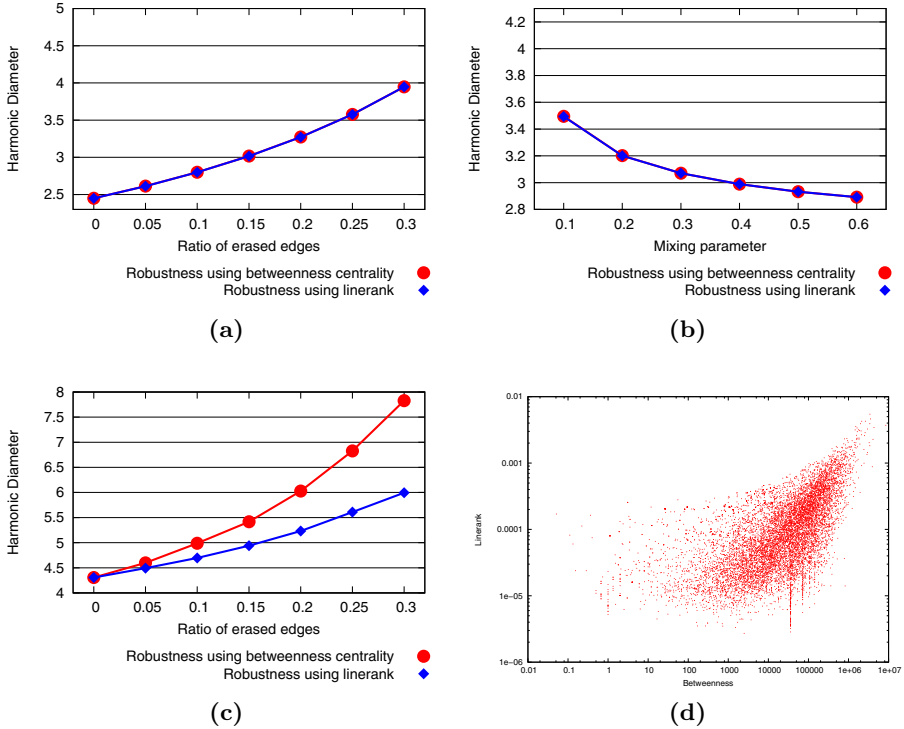 5
4.5
4
3.5
3
2.5
Harmonic Diameter
0 0.05 0.1 0.15 0.2 0.25 0.3
Ratio of erased edges
Robustness using betweenness centrality
Robustness using linerank
(a)
4.2
4
3.8
3.6
3.4
3.2
3
2.8
Harmonic Diameter
0.1 0.2 0.3 0.4 0.5 0.6
Mixing parameter
Robustness using betweenness centrality
Robustness using linerank
(b)
8
7.5
7
6.5
6
5.5
5
4.5
4
Harmonic Diameter
0 0.05 0.1 0.15 0.2 0.25 0.3
Ratio of erased edges
Robustness using betweenness centrality
Robustness using linerank
(c)
0.01
0.001
0.0001
1e-05
1e-06
Linerank
0.01 0.1 1 10 100 1000 10000 100000 1e+06 1e+07
Betweenness
(d)